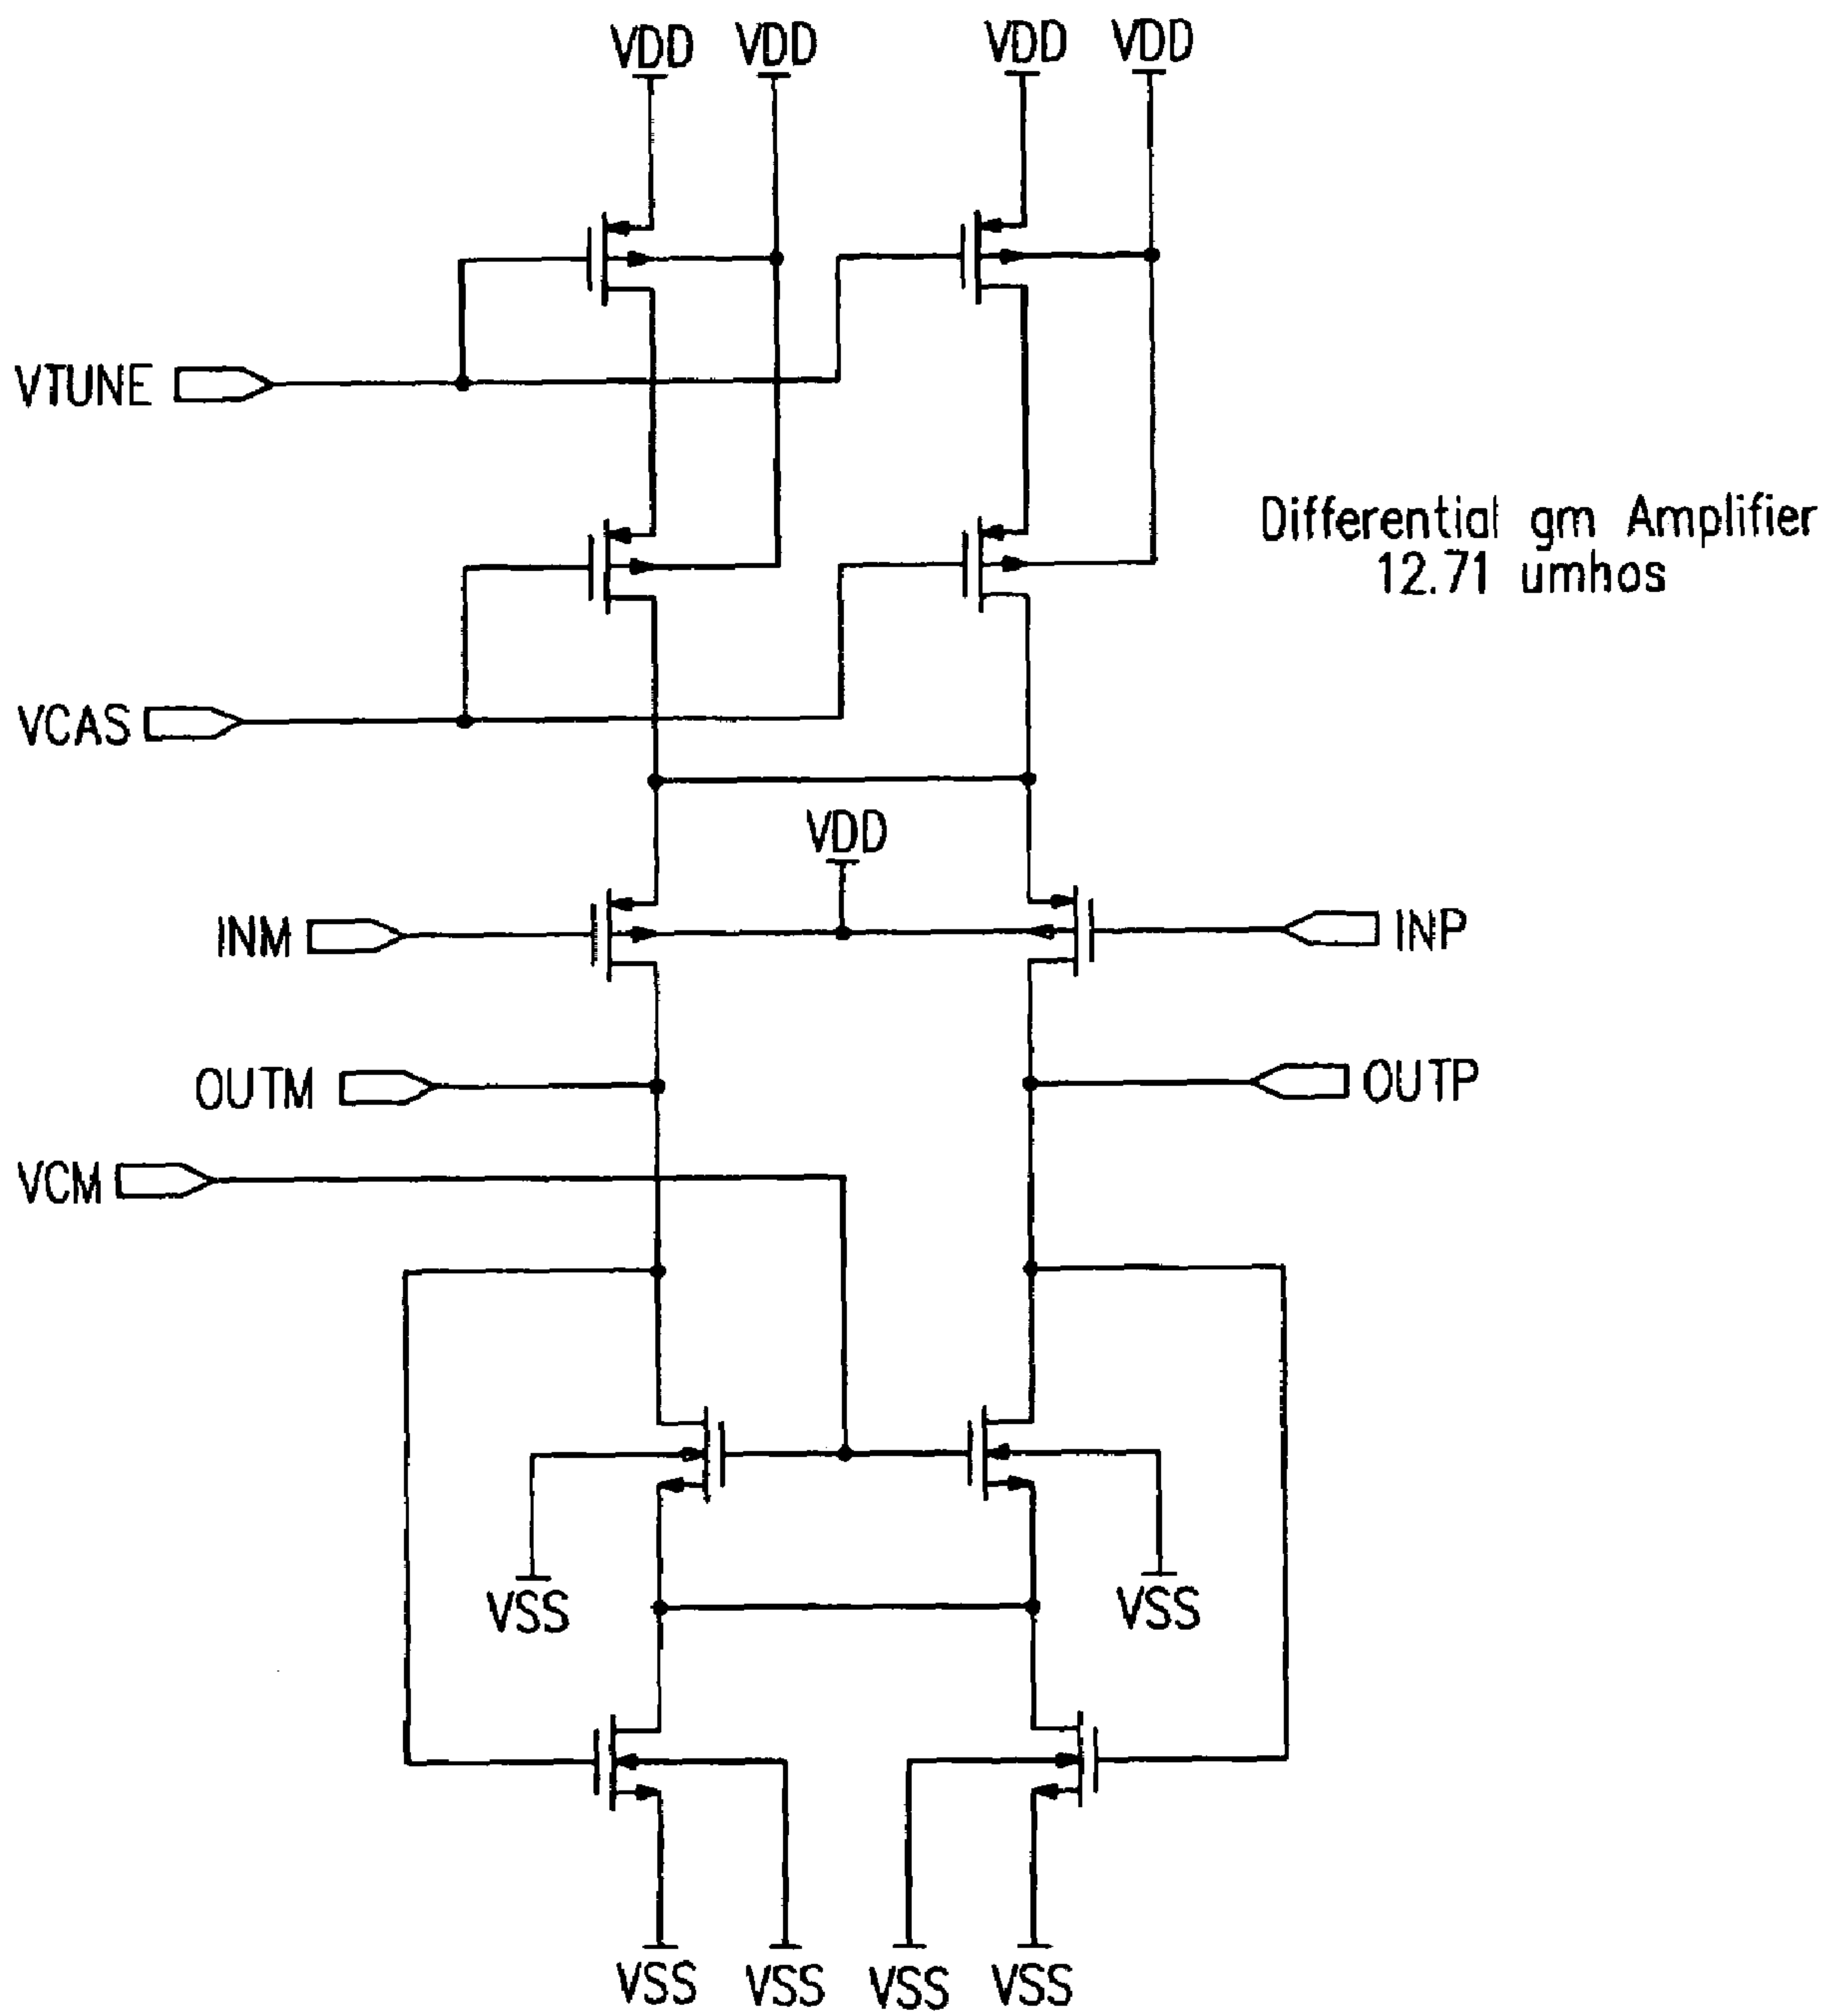 VDD VDD VDD VDD
VTUNE
Differential gm Amplifier
12.71 umhos
VCAS
VDD
INM
INP
OUTM
OUTP
VCM
VSS
VSS
VSS VSS VSS VSS